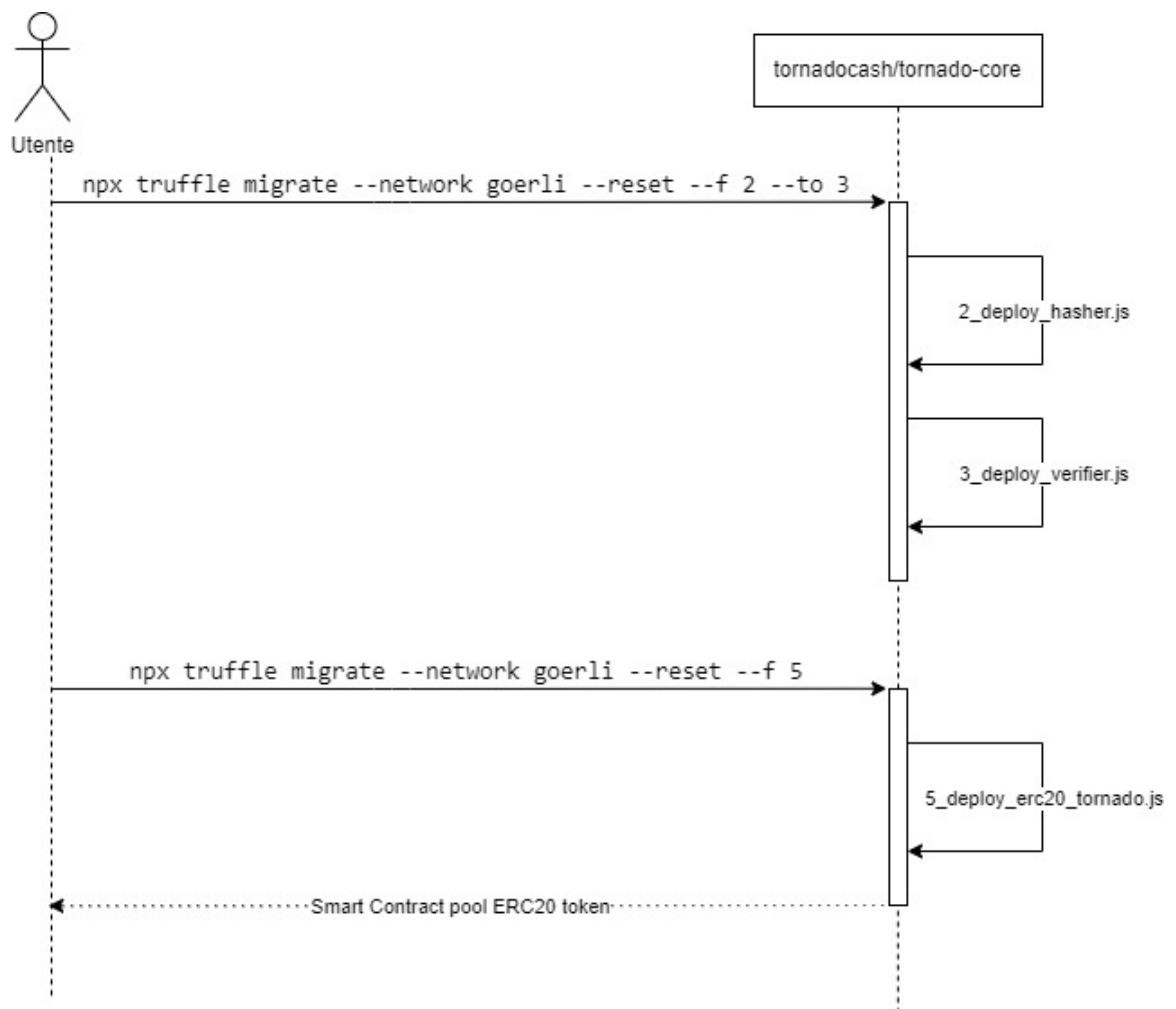 tornadocash/tornado-core
Utente
npx truffle migrate --network goerli --reset --f 2 --to 3
2_deploy_hasher.js
3_deploy_verifier.js
npx truffle migrate --network goerli --reset --f 5
5_deploy_erc20_tornado.js
Smart Contract pool ERC20 token